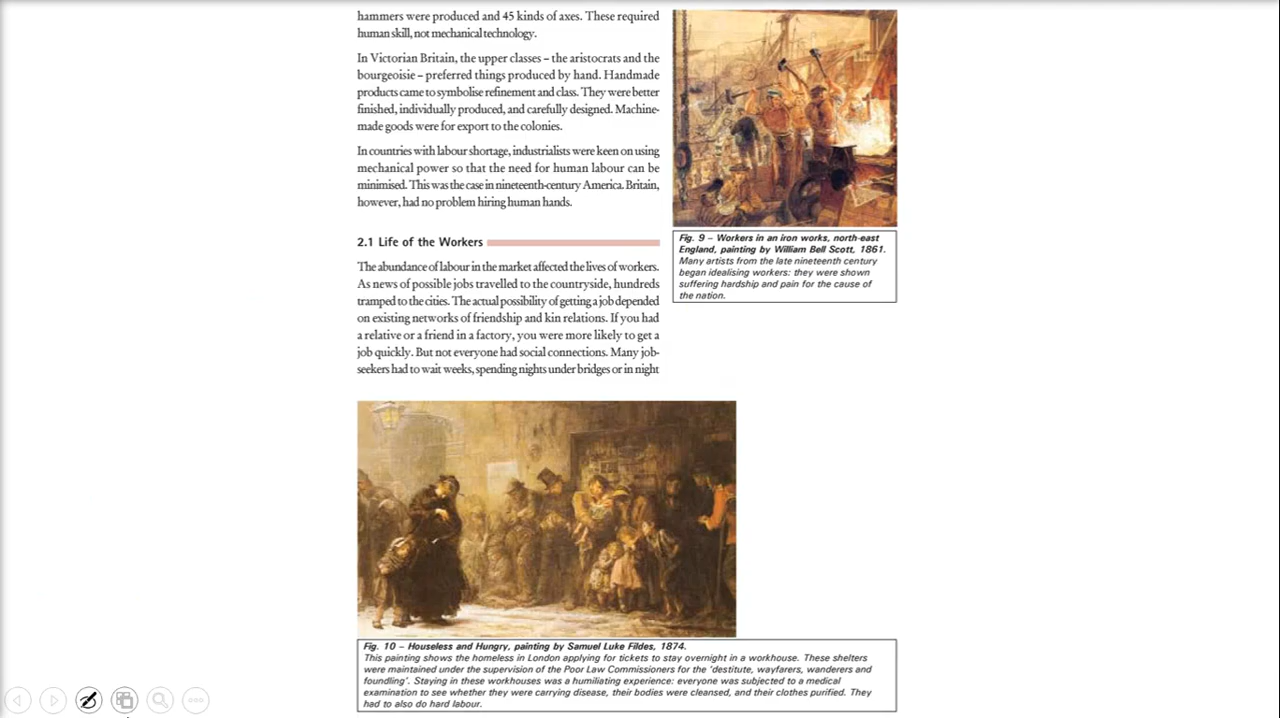 hammers were produced and 45 kinds of axes. These required
human skill, not mechanical technology.
In Victorian Britain, the upper classes – the aristocrats and the
bourgeoisie – preferred things produced by hand. Handmade
products came to symbolise refinement and class. They were better
finished, individually produced, and carefully designed. Machine-
made goods were for export to the colonies.
In countries with labour shortage, industrialists were keen on using
mechanical power so that the need for human labour can be
minimised. This was the case in nineteenth-century America. Britain,
however, had no problem hiring human hands.
2.1 Life of the Workers
The abundance of labour in the market affected the lives of workers.
As news of possible jobs travelled to the countryside, hundreds
tramped to the cities. The actual possibility of getting a job depended
on existing networks of friendship and kin relations. If you had
a relative or a friend in a factory, you were more likely to get a
job quickly. But not everyone had social connections. Many job-
seekers had to wait weeks, spending nights under bridges or in night
Fig. 9 – Workers in an iron works, north-east
England, painting by William Bell Scott, 1861.
Many artists from the late nineteenth century
began idealising workers: they were shown
suffering hardship and pain for the cause of
the nation.
Fig. 10 – Houseless and Hungry, painting by Samuel Luke Fildes, 1874.
This painting shows the homeless in London applying for tickets to stay overnight in a workhouse. These shelters
were maintained under the supervision of the Poor Law Commissioners for the ‘destitute, wayfarers, wanderers and
foundling’. Staying in these workhouses was a humiliating experience: everyone was subjected to a medical
examination to see whether they were carrying disease, their bodies were cleansed, and their clothes purified. They
had to also do hard labour.